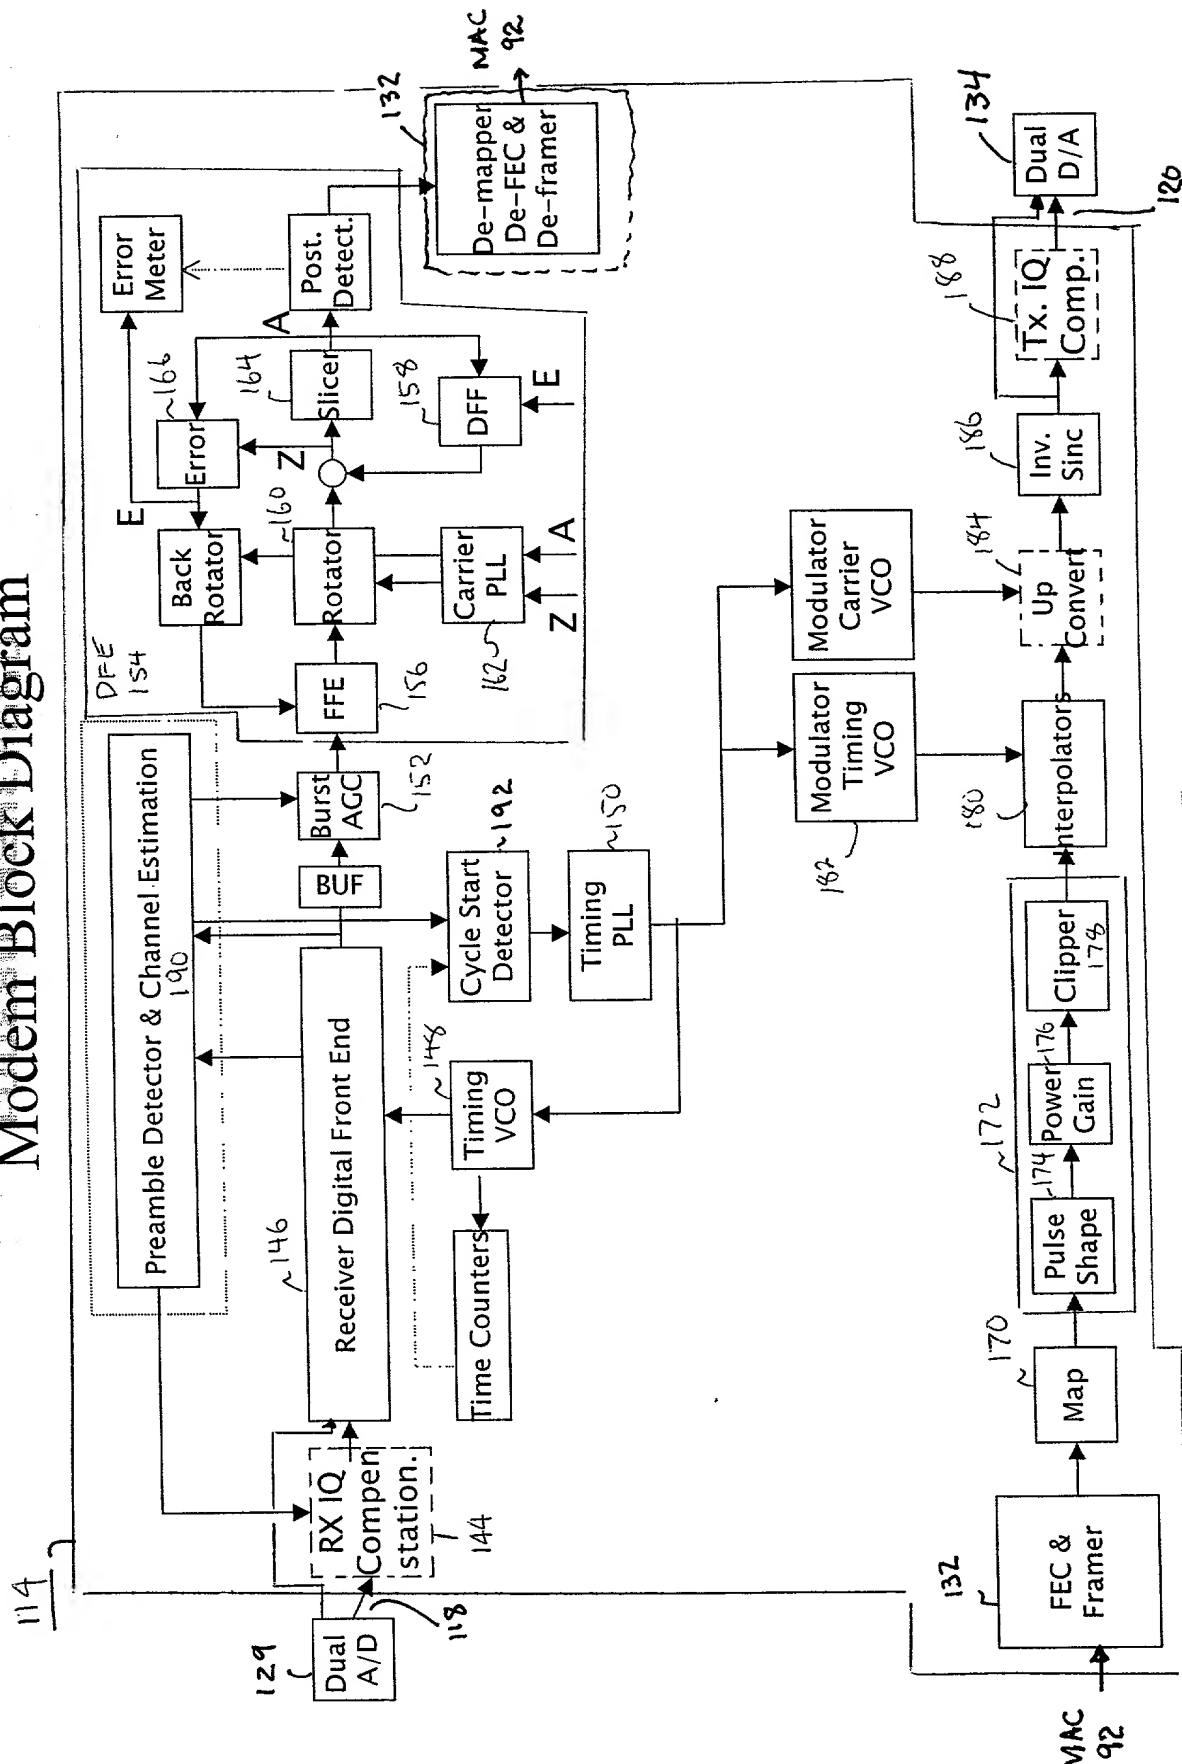 Modem Block Diagram
114
Preamble Detector & Channel Estimation
190
DFE
154
Back
Rotator
E
Error
166
Error
Meter
129
Dual
A/D
118
RX IQ
Compen
station.
144
146
Receiver Digital Front End
BUF
Burst
AGC
152
FFE
156
160
Rotator
Z
Slicer
164
A
Post.
Detect.
132
De-mapper
De-FEC &
De-framer
MAC
92
Time Counters
148
Timing
VCO
Cycle Start
Detector
192
Timing
PLL
150
Carrier
PLL
162
Z
A
DFF
158
E
Modulator
Timing
VCO
182
Modulator
Carrier
VCO
MAC
92
132
FEC &
Framer
170
Map
172
Pulse
Shape
174
Power
Gain
176
Clipper
178
Interpolators
180
Up
Convert
184
Inv.
Sinc
186
Tx. IQ
Comp.
188
126
Dual
D/A
134